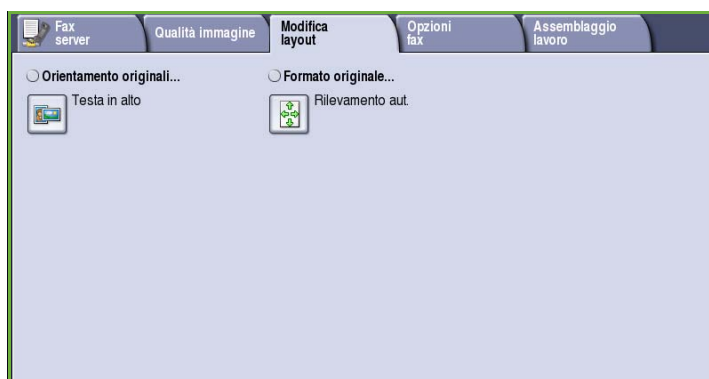 Fax
server
Qualità immagine
Modifica
layout
Opzioni
fax
Assemblaggio
lavoro
Orientamento originali...
Testa in alto
Formato originale...
Rilevamento aut.